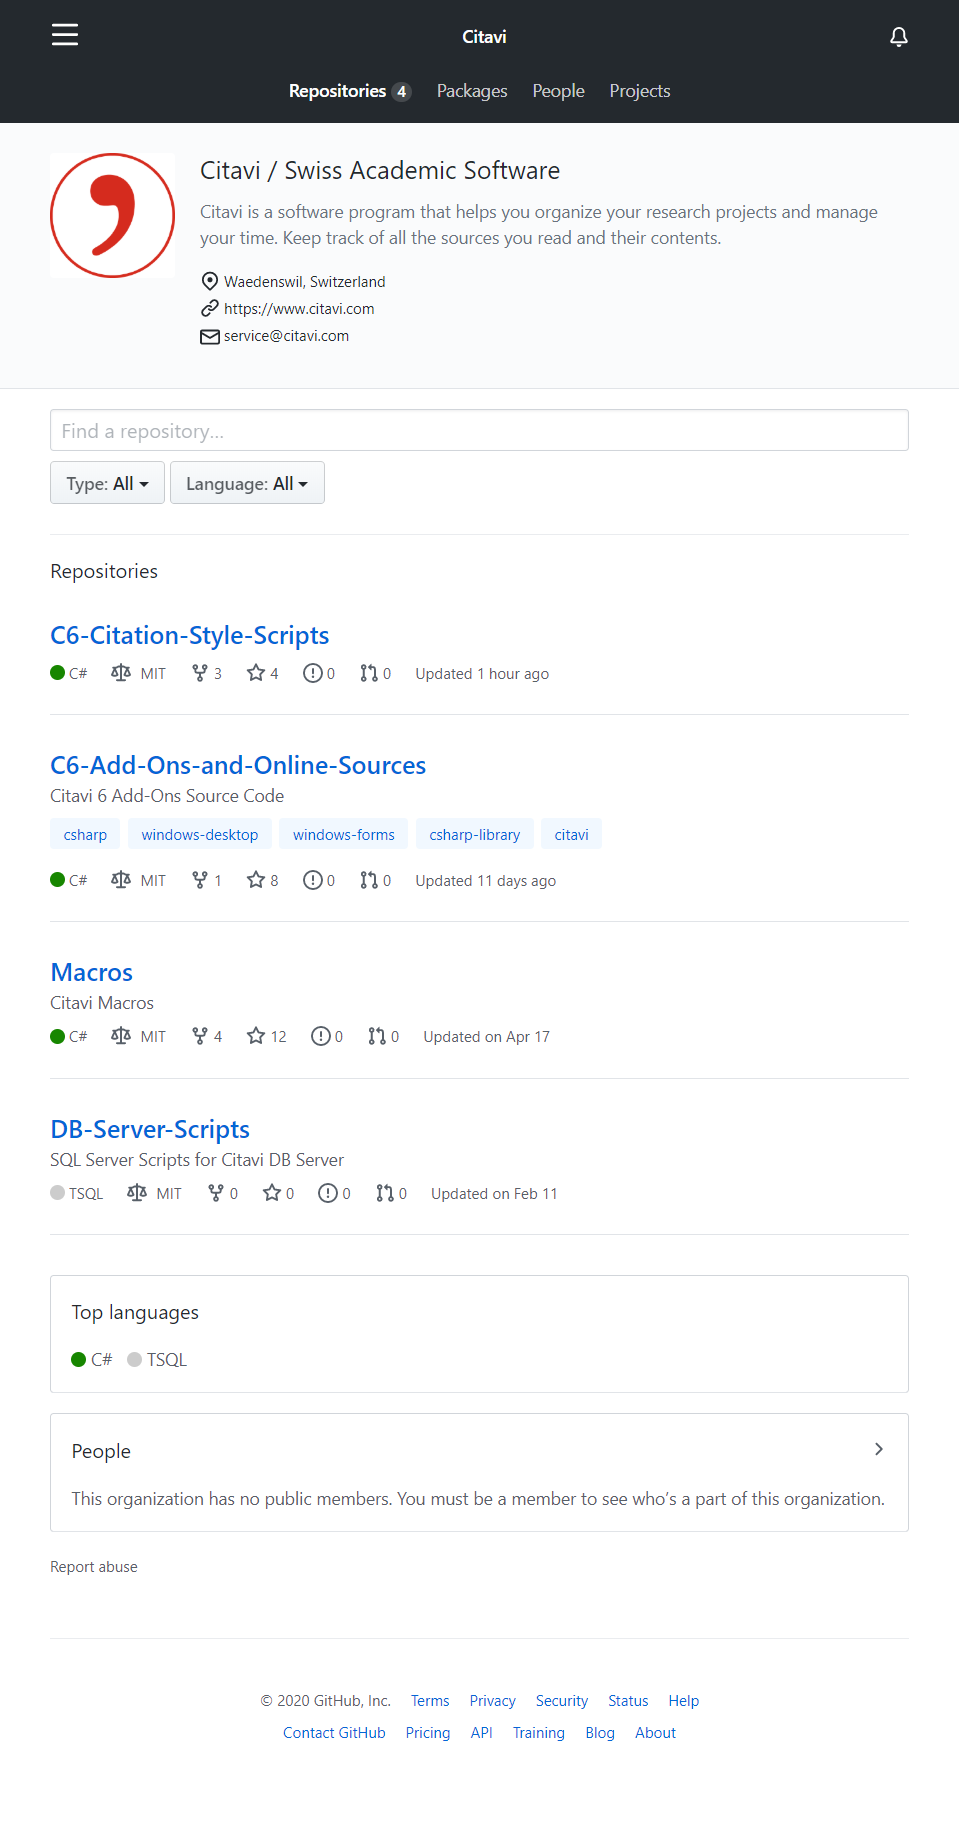 Citavi
Repositories 4 Packages People Projects
Citavi / Swiss Academic Software
Citavi is a software program that helps you organize your research projects and manage
your time. Keep track of all the sources you read and their contents.
Waedenswil, Switzerland
https://www.citavi.com
service@citavi.com
Find a repository...
Type: All Language: All
Repositories
C6-Citation-Style-Scripts
C# MIT 3 4 0 0 Updated 1 hour ago
C6-Add-Ons-and-Online-Sources
Citavi 6 Add-Ons Source Code
csharp windows-desktop windows-forms csharp-library citavi
C# MIT 1 8 0 0 Updated 11 days ago
Macros
Citavi Macros
C# MIT 4 12 0 0 Updated on Apr 17
DB-Server-Scripts
SQL Server Scripts for Citavi DB Server
TSQL MIT 0 0 0 0 Updated on Feb 11
Top languages
C# TSQL
People
This organization has no public members. You must be a member to see who’s a part of this organization.
Report abuse
© 2020 GitHub, Inc. Terms Privacy Security Status Help
Contact GitHub Pricing API Training Blog About